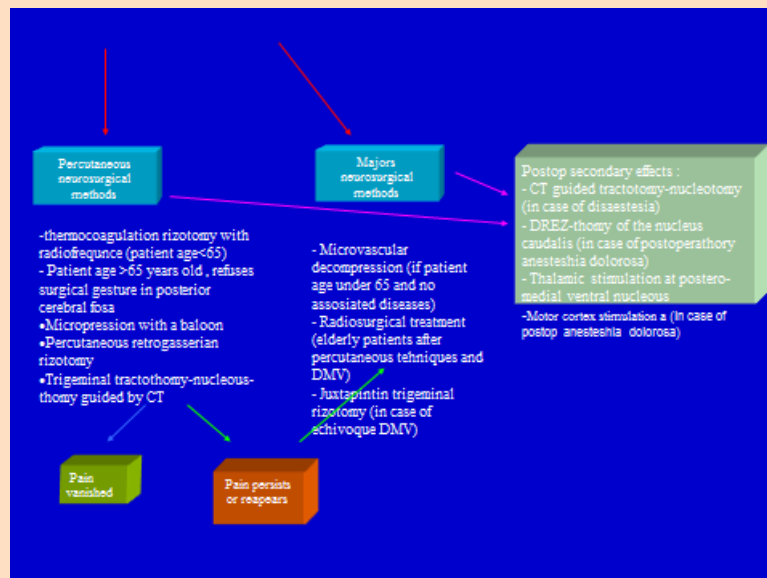 Percutaneous
neurosurgical
methods
Majors
neurosurgical
methods
Postop secondary effects :
- CT guided tractotomy-nucleotomy
(in case of disaestesia)
- DREZ-thomy of the nucleus
caudalis (in case of postoperathory
anesteshia dolorosa)
- Thalamic stimulation at postero-
medial ventral nucleous
-Motor cortex stimulation a (in case of
postop anesteshia dolorosa)
-thermocoagulation rizotomy with
radiofrequnce (patient age<65)
- Patient age >65 years old , refuses
surgical gesture in posterior
cerebral fosa
•Micropression with a baloon
•Percutaneous retrogasserian
rizotomy
•Trigeminal tractothomy-nucleous-
thomy guided by CT
- Microvascular
decompression (if patient
age under 65 and no
assosiated diseases)
- Radiosurgical treatment
(elderly patients after
percutaneous tehniques and
DMV)
- Juxtapintin trigeminal
rizotomy (in case of
echivoque DMV)
Pain
vanished
Pain persists
or reapears